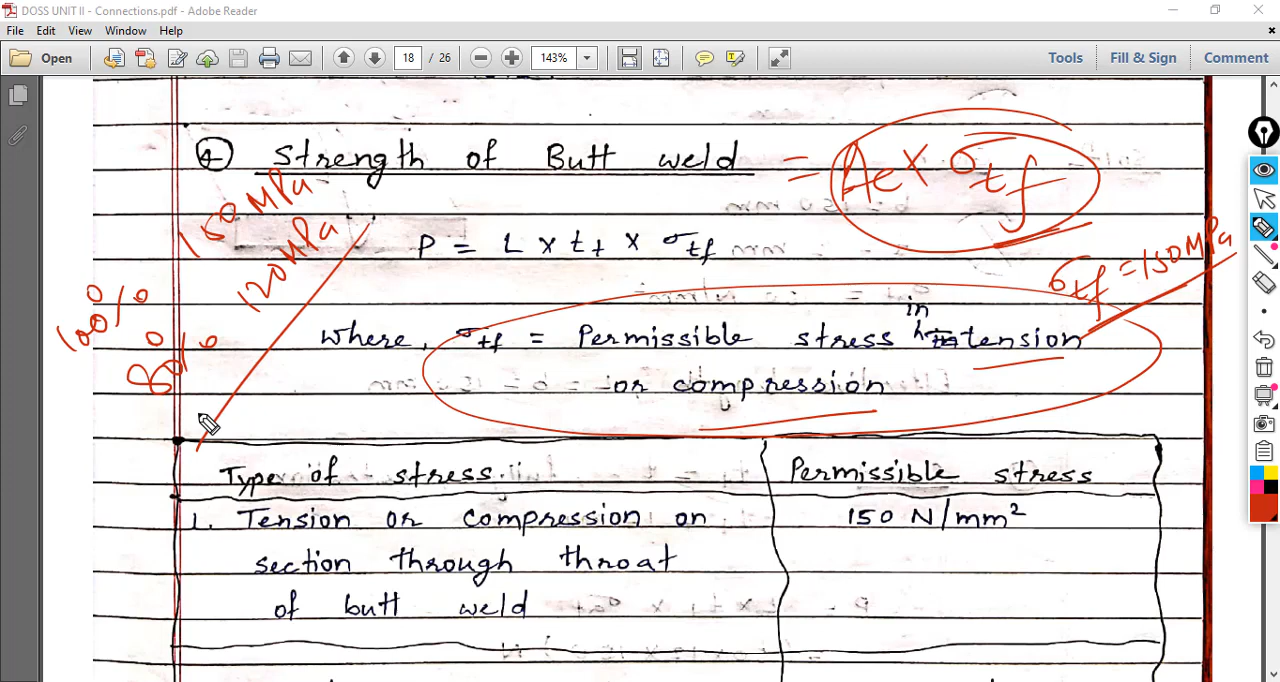 DOSS UNIT II - Connections.pdf - Adobe Reader
File Edit View Window Help
Open 18 / 26 143% Tools Fill & Sign Comment
4 Strength of Butt weld = Ae x σtf
150 MPa
P = L x tt x σtf
120 MPa
σtf = 150 MPa
100%
in
where, σtf = Permissible stress tension
80%
or compression
Type of stress. Permissible stress
1. Tension or compression on 150 N/mm²
section through throat
of butt weld